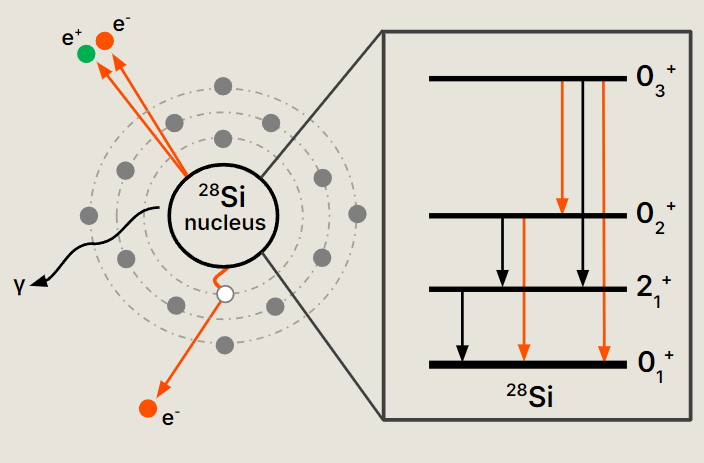 e⁺ e⁻
²⁸Si
nucleus
γ
e⁻
0₃⁺
0₂⁺
2₁⁺
0₁⁺
²⁸Si